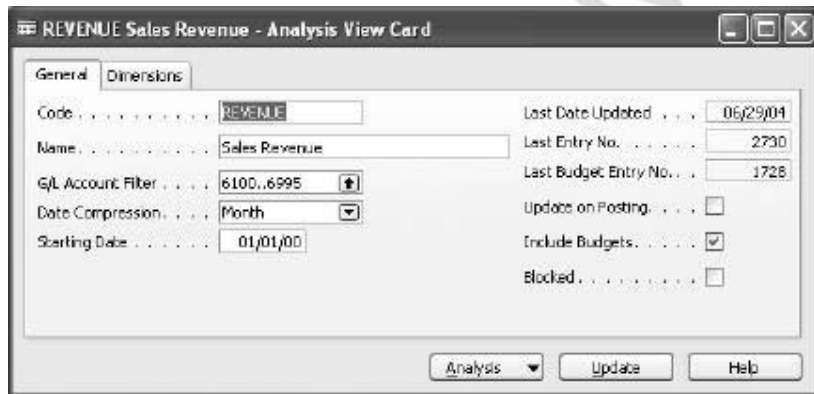 REVENUE Sales Revenue - Analysis View Card
General Dimensions
Code . . . . . . . . . . REVENUE
Name. . . . . . . . . . Sales Revenue
G/L Account Filter . . . . 6100..6995
Date Compression. . . . Month
Starting Date . . . . . . 01/01/00
Last Date Updated . . . 06/29/04
Last Entry No. . . . . . 2730
Last Budget Entry No. . . 1728
Update on Posting. . . .
Include Budgets. . . . .
Blocked . . . . . . . . .
Analysis Update Help